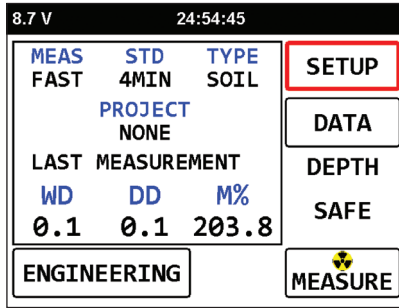 8.7 V 24:54:45
MEAS STD TYPE
FAST 4MIN SOIL
PROJECT
NONE
LAST MEASUREMENT
WD DD M%
0.1 0.1 203.8
ENGINEERING
SETUP
DATA
DEPTH
SAFE
MEASURE